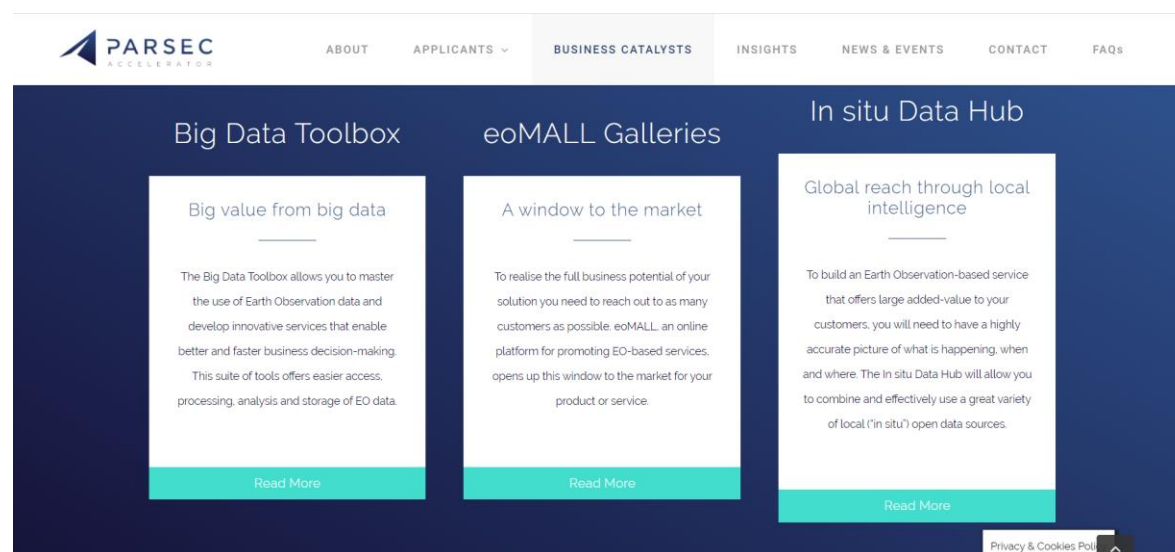 PARSEC
ACCELERATOR
ABOUT
APPLICANTS
BUSINESS CATALYSTS
INSIGHTS
NEWS & EVENTS
CONTACT
FAQs
Big Data Toolbox
Big value from big data
The Big Data Toolbox allows you to master
the use of Earth Observation data and
develop innovative services that enable
better and faster business decision-making.
This suite of tools offers easier access,
processing, analysis and storage of EO data.
Read More
eoMALL Galleries
A window to the market
To realise the full business potential of your
solution you need to reach out to as many
customers as possible. eoMALL, an online
platform for promoting EO-based services,
opens up this window to the market for your
product or service.
Read More
In situ Data Hub
Global reach through local
intelligence
To build an Earth Observation-based service
that offers large added-value to your
customers, you will need to have a highly
accurate picture of what is happening, when
and where. The In situ Data Hub will allow you
to combine and effectively use a great variety
of local ("in situ") open data sources.
Read More
Privacy & Cookies Poli